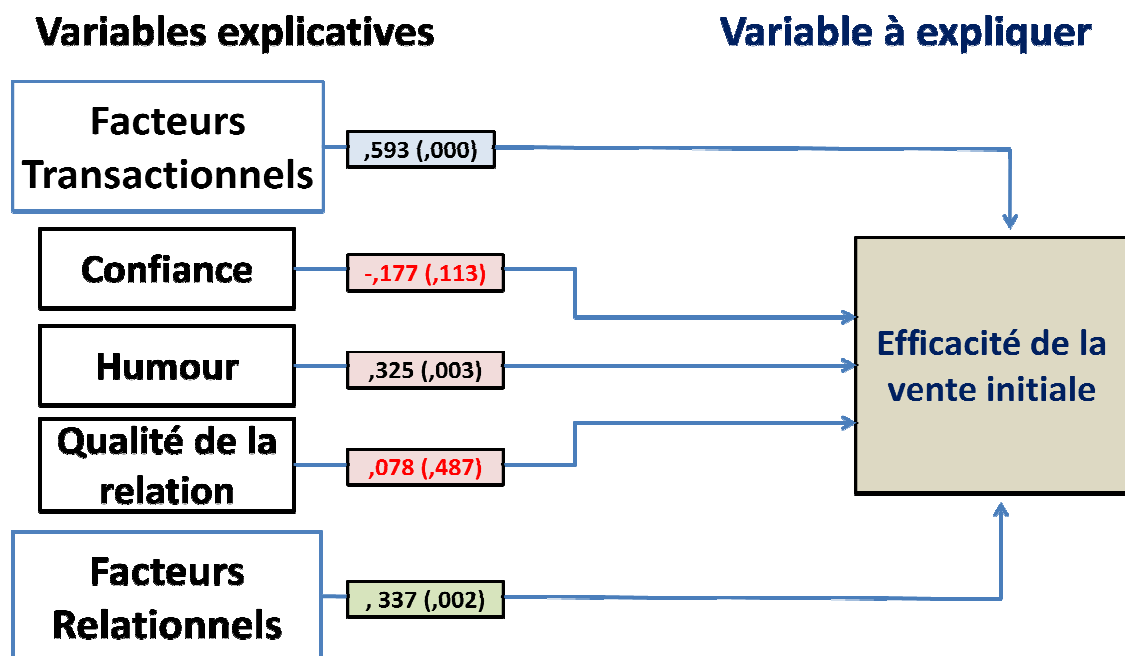 Variables explicatives
Variable à expliquer
Facteurs
Transactionnels
,593 (,000)
Confiance
-,177 (,113)
Humour
,325 (,003)
Qualité de la
relation
,078 (,487)
Facteurs
Relationnels
, 337 (,002)
Efficacité de la
vente initiale